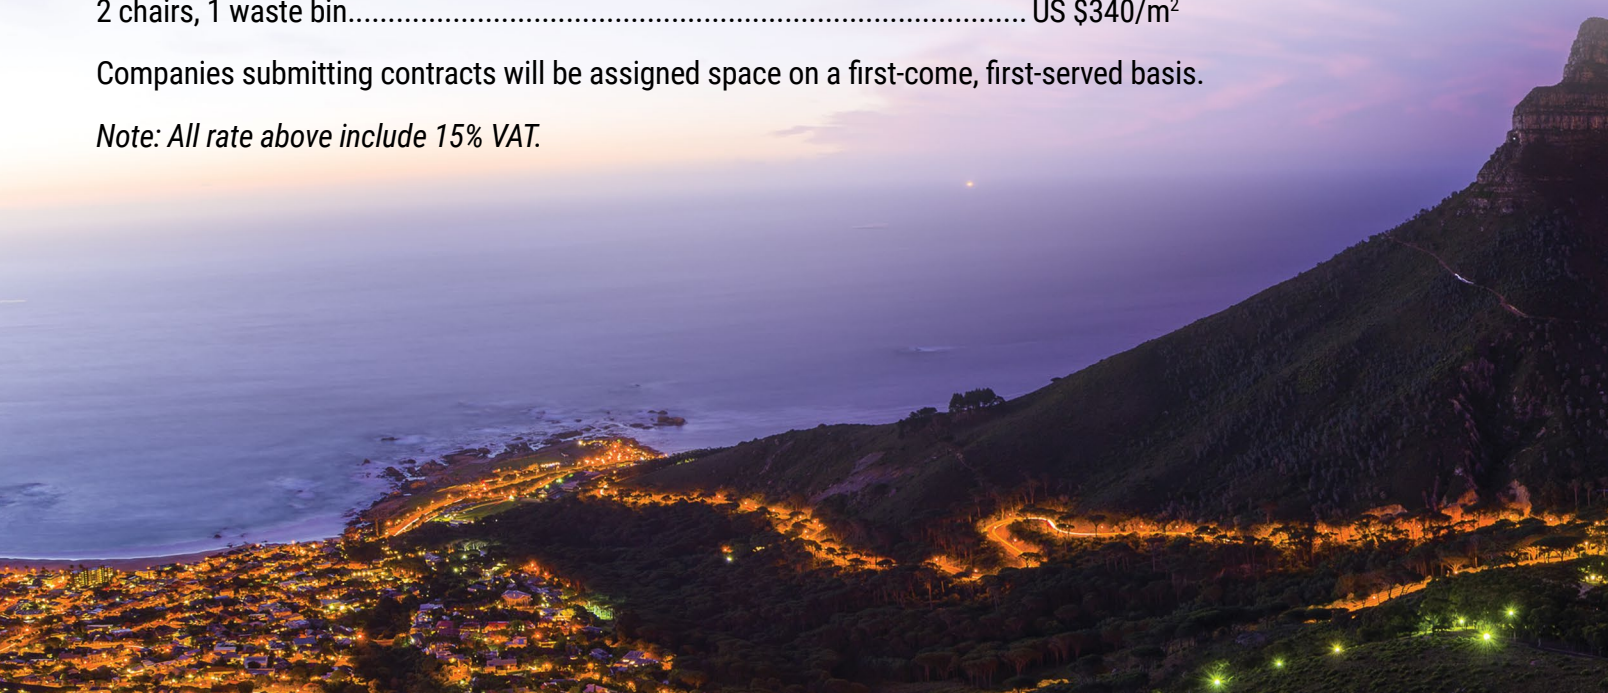 2 chairs, 1 waste bin.................................................................................... US $340/m²
Companies submitting contracts will be assigned space on a first-come, first-served basis.
Note: All rate above include 15% VAT.